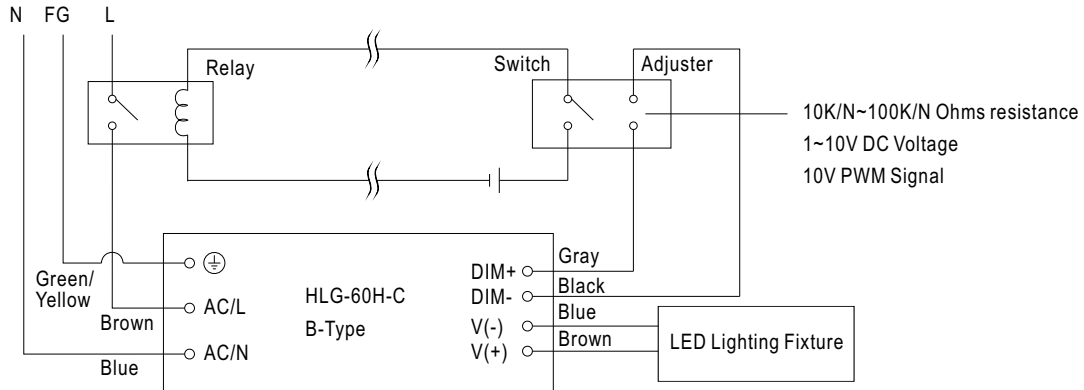 N FG L
Relay
Switch
Adjuster
10K/N~100K/N Ohms resistance
1~10V DC Voltage
10V PWM Signal
Green/
Yellow
Brown
Blue
AC/L
AC/N
HLG-60H-C
B-Type
DIM+
DIM-
V(-)
V(+)
Gray
Black
Blue
Brown
LED Lighting Fixture